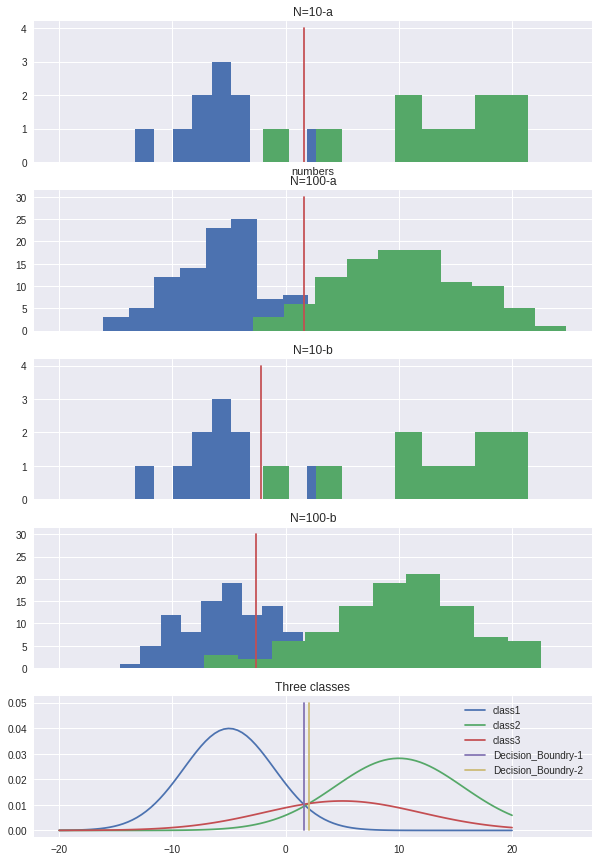 N=10-a
4
3
2
1
0
numbers
N=100-a
30
25
20
15
10
5
0
N=10-b
4
3
2
1
0
N=100-b
30
25
20
15
10
5
0
Three classes
0.05
0.04
0.03
0.02
0.01
0.00
class1
class2
class3
Decision_Boundry-1
Decision_Boundry-2
−20 −10 0 10 20